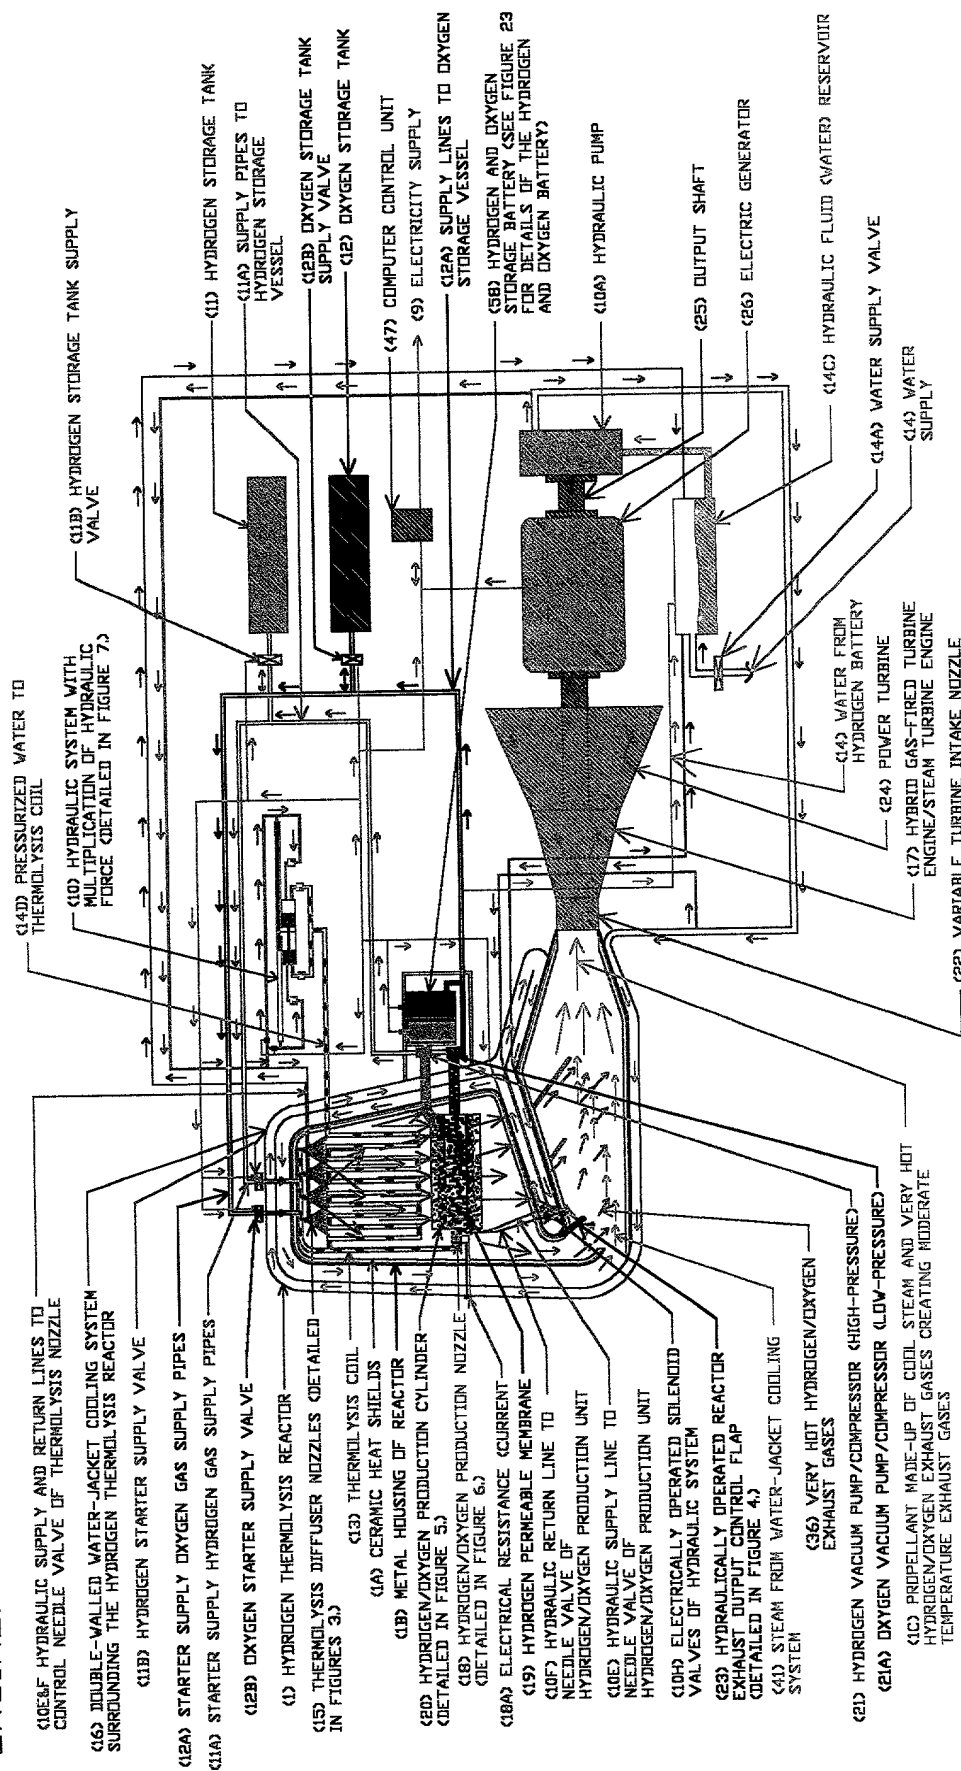 (10E&F HYDRAULIC SUPPLY AND RETURN LINES TO
CONTROL NEEDLE VALVE OF THERMOLYSIS NOZZLE
(16) DOUBLE-WALLED WATER-JACKET COOLING SYSTEM
SURROUNDING THE HYDROGEN THERMOLYSIS REACTOR
(11B) HYDROGEN STARTER SUPPLY VALVE
(12A) STARTER SUPPLY OXYGEN GAS SUPPLY PIPES
(11A) STARTER SUPPLY HYDROGEN GAS SUPPLY PIPES
(12B) OXYGEN STARTER SUPPLY VALVE
(1) HYDROGEN THERMOLYSIS REACTOR
(15) THERMOLYSIS DIFFUSER NOZZLES (DETAILED
IN FIGURES 3.)
(13) THERMOLYSIS COIL
(1A) CERAMIC HEAT SHIELDS
(1B) METAL HOUSING OF REACTOR
(20) HYDROGEN/OXYGEN PRODUCTION CYLINDER
(DETAILED IN FIGURE 5.)
(18) HYDROGEN/OXYGEN PRODUCTION NOZZLE
(DETAILED IN FIGURE 6.)
(18A) ELECTRICAL RESISTANCE (CURRENT
(19) HYDROGEN PERMEABLE MEMBRANE
(10F) HYDRAULIC RETURN LINE TO
NEEDLE VALVE OF
HYDROGEN/OXYGEN PRODUCTION UNIT
(10E) HYDRAULIC SUPPLY LINE TO
NEEDLE VALVE OF
HYDROGEN/OXYGEN PRODUCTION UNIT
(10H) ELECTRICALLY OPERATED SOLENOID
VALVES OF HYDRAULIC SYSTEM
(23) HYDRAULICALLY OPERATED REACTOR
EXHAUST OUTPUT CONTROL FLAP
(DETAILED IN FIGURE 4.)
(41) STEAM FROM WATER-JACKET COOLING
SYSTEM
(36) VERY HOT HYDROGEN/OXYGEN
EXHAUST GASES
(21) HYDROGEN VACUUM PUMP/COMPRESSOR (HIGH-PRESSURE)
(21A) OXYGEN VACUUM PUMP/COMPRESSOR (LOW-PRESSURE)
(1C) PROPELLANT MADE-UP OF COOL STEAM AND VERY HOT
HYDROGEN/OXYGEN EXHAUST GASES CREATING MODERATE
TEMPERATURE EXHAUST GASES
(14D) PRESSURIZED WATER TO
THERMOLYSIS COIL
(10) HYDRAULIC SYSTEM WITH
MULTIPLICATION OF HYDRAULIC
FORCE (DETAILED IN FIGURE 7.)
(11B) HYDROGEN STORAGE TANK SUPPLY
VALVE
(11) HYDROGEN STORAGE TANK
(11A) SUPPLY PIPES TO
HYDROGEN STORAGE
VESSEL
(12B) OXYGEN STORAGE TANK
SUPPLY VALVE
(12) OXYGEN STORAGE TANK
(47) COMPUTER CONTROL UNIT
(9) ELECTRICITY SUPPLY
(12A) SUPPLY LINES TO OXYGEN
STORAGE VESSEL
(58) HYDROGEN AND OXYGEN
STORAGE BATTERY (SEE FIGURE 23
FOR DETAILS OF THE HYDROGEN
AND OXYGEN BATTERY)
(10A) HYDRAULIC PUMP
(25) OUTPUT SHAFT
(26) ELECTRIC GENERATOR
(14C) HYDRAULIC FLUID (WATER) RESERVOIR
(14A) WATER SUPPLY VALVE
(14) WATER
SUPPLY
(14) WATER FROM
HYDROGEN BATTERY
(24) POWER TURBINE
(17) HYBRID GAS-FIRED TURBINE
ENGINE/STEAM TURBINE ENGINE
(22) VARIABLE TURBINE INTAKE NOZZLE